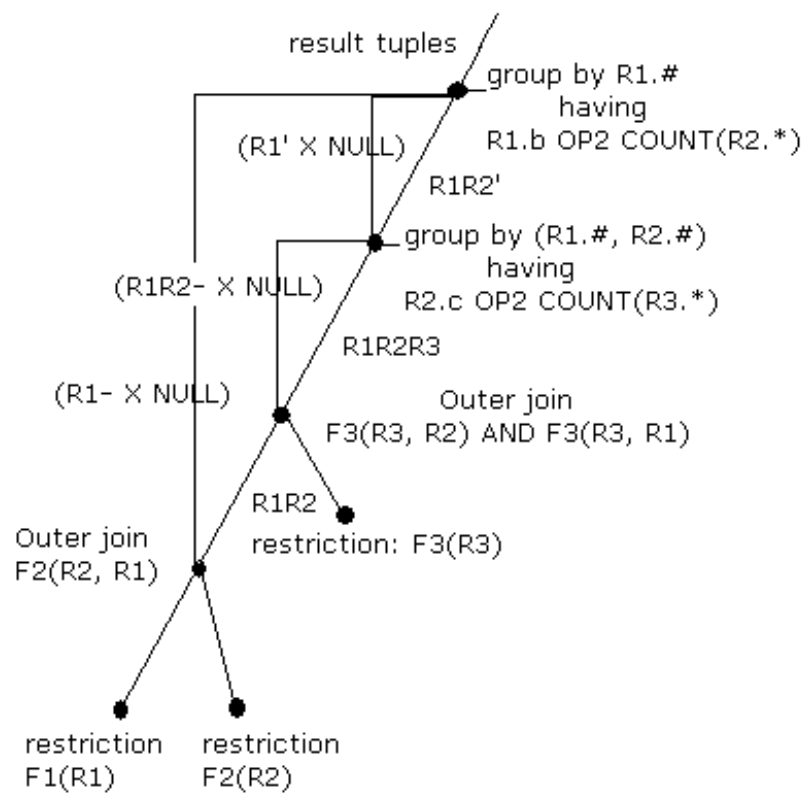 result tuples
group by R1.#
having
R1.b OP2 COUNT(R2.*)
(R1' X NULL)
R1R2'
group by (R1.#, R2.#)
having
R2.c OP2 COUNT(R3.*)
(R1R2- X NULL)
R1R2R3
(R1- X NULL)
Outer join
F3(R3, R2) AND F3(R3, R1)
R1R2
restriction: F3(R3)
Outer join
F2(R2, R1)
restriction
F1(R1)
restriction
F2(R2)